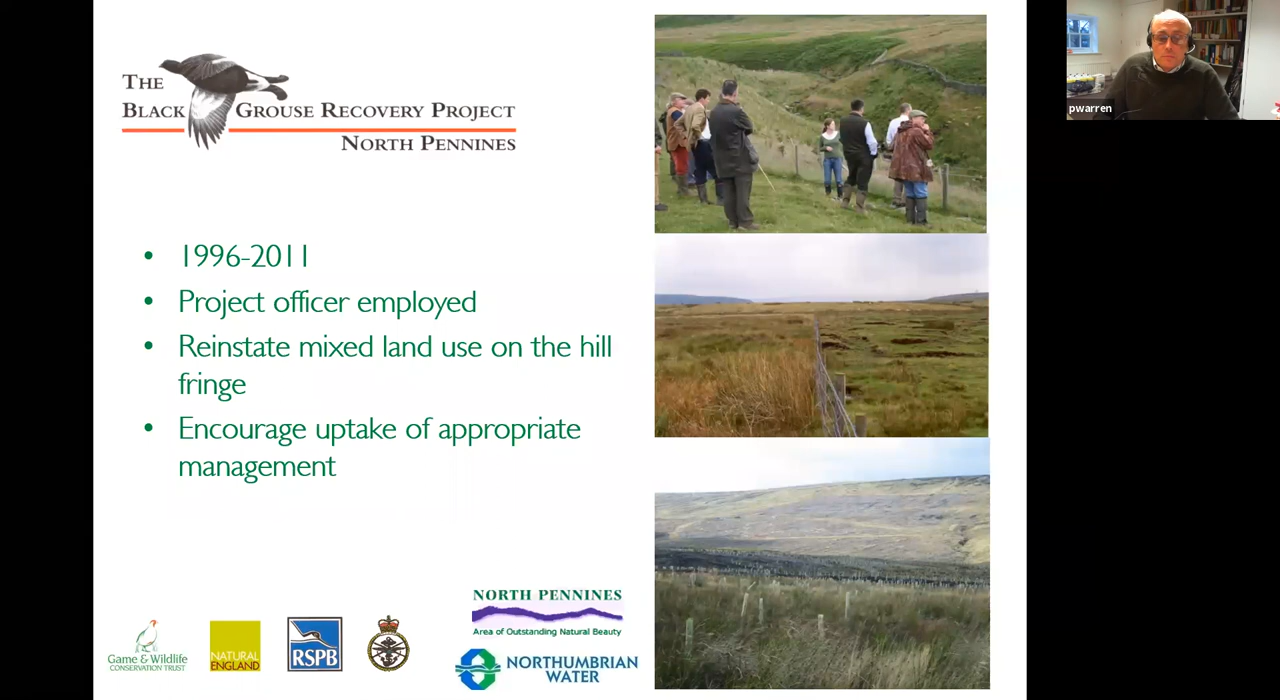 THE
BLACK GROUSE RECOVERY PROJECT
NORTH PENNINES
• 1996-2011
• Project officer employed
• Reinstate mixed land use on the hill
fringe
• Encourage uptake of appropriate
management
Game & Wildlife
CONSERVATION TRUST
NATURAL
ENGLAND
RSPB
NORTH PENNINES
Area of Outstanding Natural Beauty
NORTHUMBRIAN
WATER
pwarren